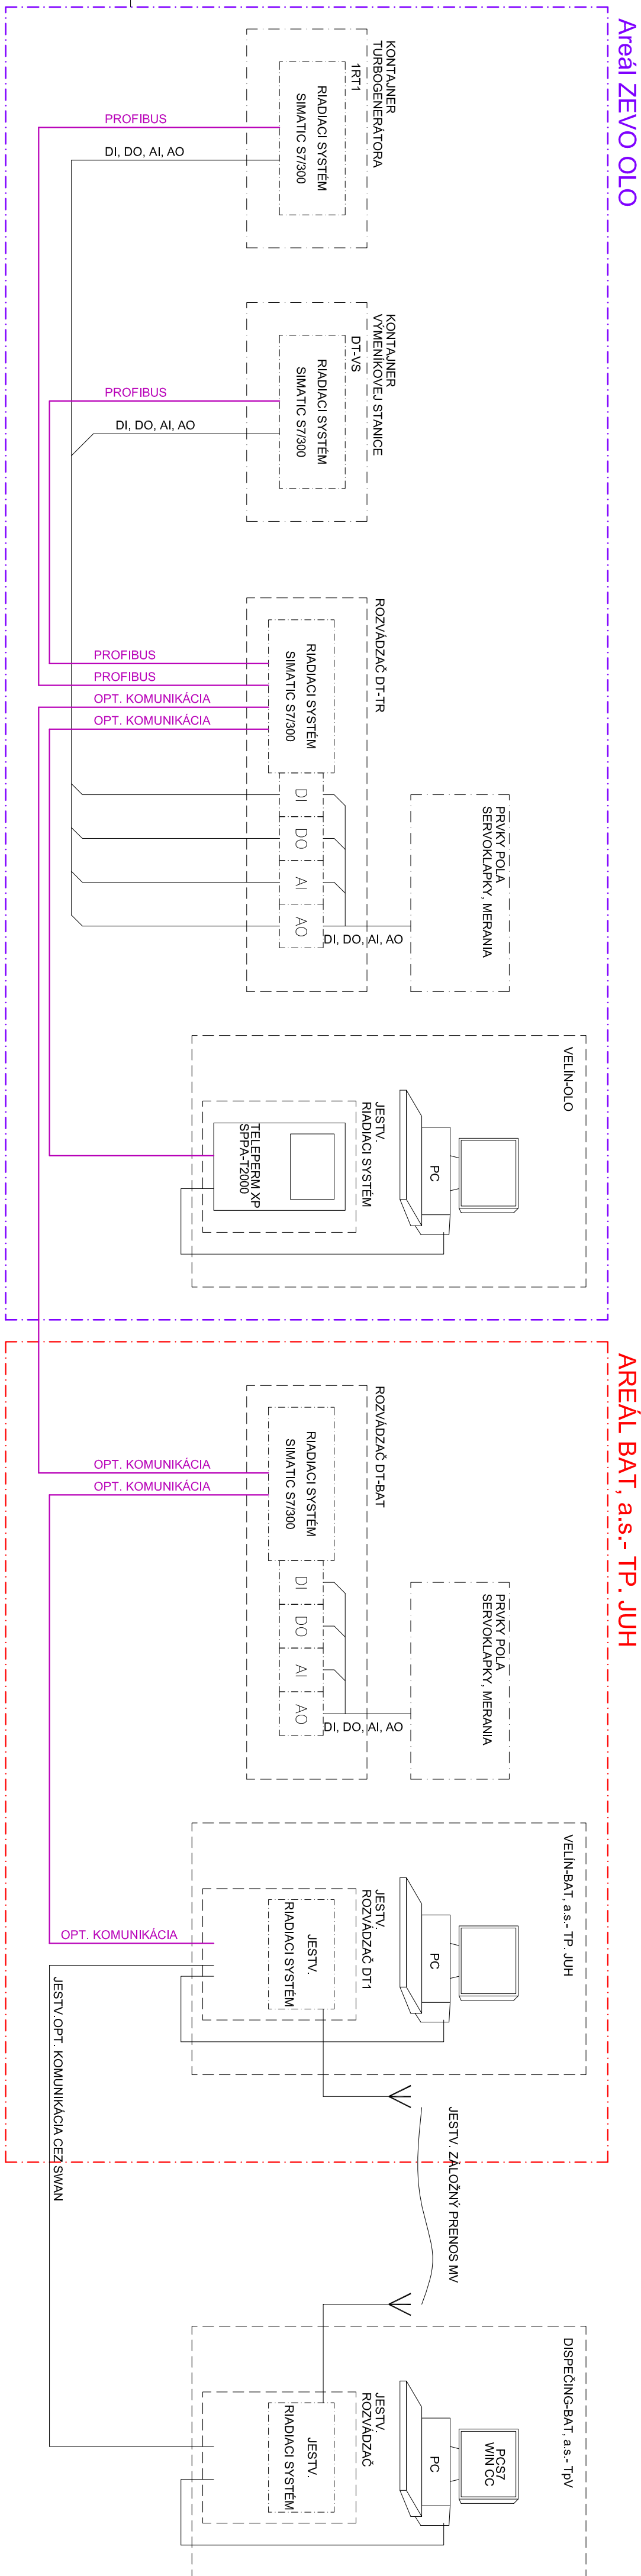 Areál ZEVO OLO
KONTAJNER
TURBOGENERÁTORA
1RT1
RIADIACI SYSTÉM
SIMATIC S7/300
PROFIBUS
DI, DO, AI, AO
KONTAJNER
VÝMENÍKOVEJ STANICE
DT-VS
RIADIACI SYSTÉM
SIMATIC S7/300
PROFIBUS
DI, DO, AI, AO
ROZVÁDZAČ DT-TR
RIADIACI SYSTÉM
SIMATIC S7/300
PROFIBUS
PROFIBUS
OPT. KOMUNIKÁCIA
OPT. KOMUNIKÁCIA
DI
DO
AI
AO
DI, DO, AI, AO
PRVKY POLA
SERVOKLAPKY, MERANIA
VELÍN-OLO
PC
JESTV.
RIADIACI SYSTÉM
TELEPERM XP
SPPA-T2000
AREÁL BAT, a.s.- TP. JUH
ROZVÁDZAČ DT-BAT
RIADIACI SYSTÉM
SIMATIC S7/300
OPT. KOMUNIKÁCIA
OPT. KOMUNIKÁCIA
DI
DO
AI
AO
DI, DO, AI, AO
PRVKY POLA
SERVOKLAPKY, MERANIA
VELÍN-BAT, a.s.- TP. JUH
PC
JESTV.
ROZVÁDZAČ DT1
JESTV.
RIADIACI SYSTÉM
OPT. KOMUNIKÁCIA
JESTV.OPT. KOMUNIKÁCIA CEZ SWAN
JESTV. ZÁLOŽNÝ PRENOS MV
DISPEČING-BAT, a.s.- TpV
PCS7
WIN CC
PC
JESTV.
ROZVÁDZAČ
JESTV.
RIADIACI SYSTÉM